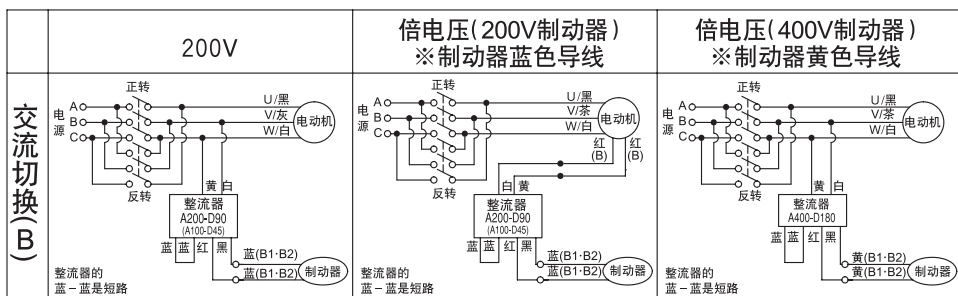 200V
倍电压(200V制动器)
※制动器蓝色导线
倍电压(400V制动器)
※制动器黄色导线
交流切换(B)
正转
电源
A
B
C
U/黑
V/灰
W/白
电动机
反转
黄 白
整流器
A200-D90
(A100-D45)
蓝 蓝 红 黑
蓝(B1·B2)
蓝(B1·B2)
制动器
整流器的
蓝-蓝是短路
正转
电源
A
B
C
U/黑
V/茶
W/白
电动机
红(B)
红(B)
反转
白 黄
整流器
A200-D90
(A100-D45)
蓝 蓝 红 黑
蓝(B1·B2)
蓝(B1·B2)
制动器
整流器的
蓝-蓝是短路
正转
电源
A
B
C
U/黑
V/茶
W/白
电动机
反转
黄 白
整流器
A400-D180
蓝 蓝 红 黑
黄(B1·B2)
黄(B1·B2)
制动器
整流器的
蓝-蓝是短路